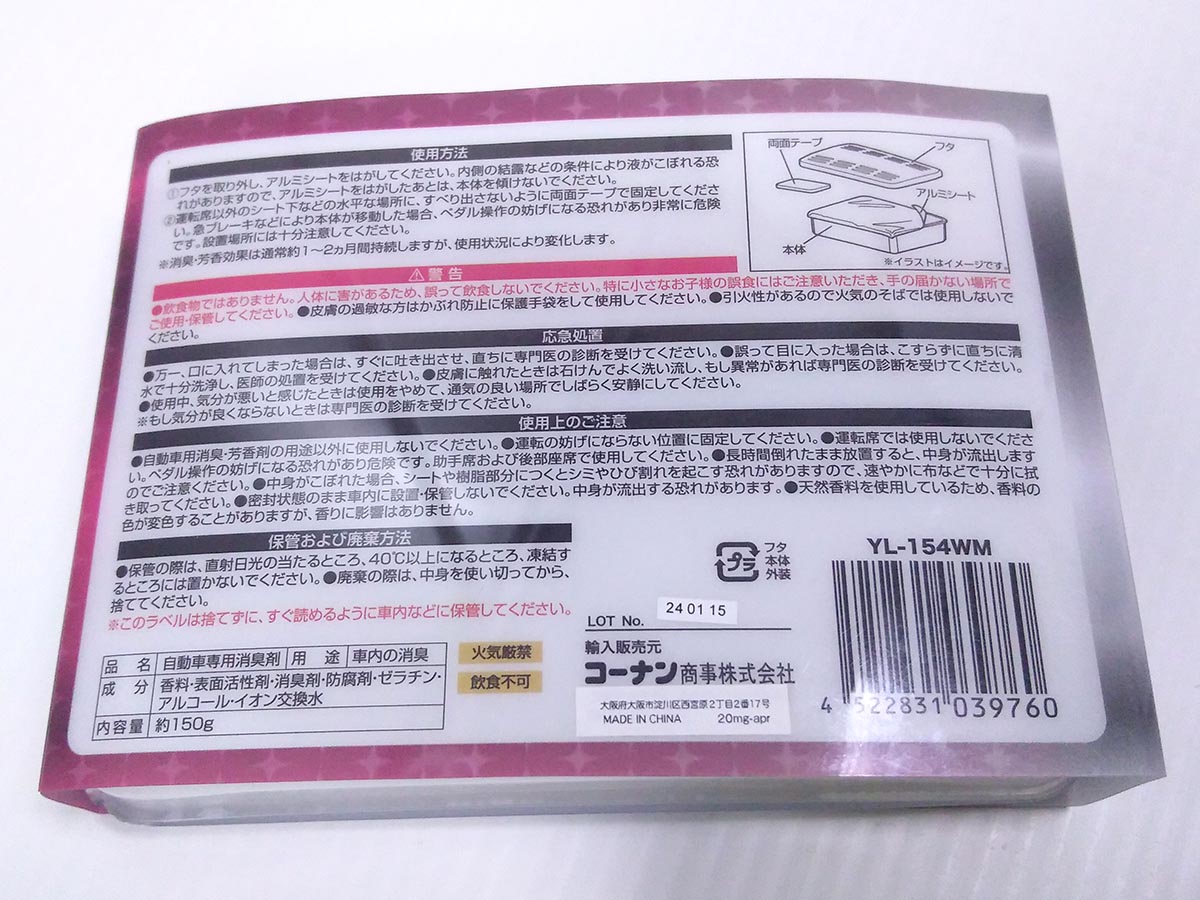 使用方法
①フタを取り外し、アルミシートをはがしてください。内側の結露などの条件により液がこぼれる恐
れがありますので、アルミシートをはがしたあとは、本体を傾けないでください。
②運転席以外のシート下などの水平な場所に、すべり出さないように両面テープで固定してくださ
い。急ブレーキなどにより本体が移動した場合、ペダル操作の妨げになる恐れがあり非常に危険
です。設置場所には十分注意してください。
※消臭・芳香効果は通常約1～2ヵ月間持続しますが、使用状況により変化します。
両面テープ
フタ
アルミシート
本体
※イラストはイメージです。
⚠警告
●飲食物ではありません。人体に害があるため、誤って飲食しないでください。特に小さなお子様の誤食にはご注意いただき、手の届かない場所で
ご使用・保管してください。●皮膚の過敏な方はかぶれ防止に保護手袋をして使用してください。●引火性があるので火気のそばでは使用しないで
ください。
応急処置
●万一、口に入れてしまった場合は、すぐに吐き出させ、直ちに専門医の診断を受けてください。●誤って目に入った場合は、こすらずに直ちに清
水で十分洗浄し、医師の処置を受けてください。●皮膚に触れたときは石けんでよく洗い流し、もし異常があれば専門医の診断を受けてください。
●使用中、気分が悪いと感じたときは使用をやめて、通気の良い場所でしばらく安静にしてください。
※もし気分が良くならないときは専門医の診断を受けてください。
使用上のご注意
●自動車用消臭・芳香剤の用途以外に使用しないでください。●運転の妨げにならない位置に固定してください。●運転席では使用しないでくださ
い。ペダル操作の妨げになる恐れがあり危険です。助手席および後部座席で使用してください。●長時間倒れたまま放置すると、中身が流出します
のでご注意ください。●中身がこぼれた場合、シートや樹脂部分につくとシミやひび割れを起こす恐れがありますので、速やかに布などで十分に拭
き取ってください。●密封状態のまま車内に設置・保管しないでください。中身が流出する恐れがあります。●天然香料を使用しているため、香料の
色が変色することがありますが、香りに影響はありません。
保管および廃棄方法
●保管の際は、直射日光の当たるところ、40℃以上になるところ、凍結す
るところには置かないでください。●廃棄の際は、中身を使い切ってから、
捨ててください。
※このラベルは捨てずに、すぐ読めるように車内などに保管してください。
品名 自動車専用消臭剤 用途 車内の消臭
成分 香料・表面活性剤・消臭剤・防腐剤・ゼラチン・
アルコール・イオン交換水
内容量 約150g
火気厳禁
飲食不可
プラ
フタ
本体
外装
LOT No. 24 01 15
輸入販売元
コーナン商事株式会社
大阪府大阪市淀川区西宮原2丁目2番17号
MADE IN CHINA 20mg-apr
YL-154WM
4 522831 039760